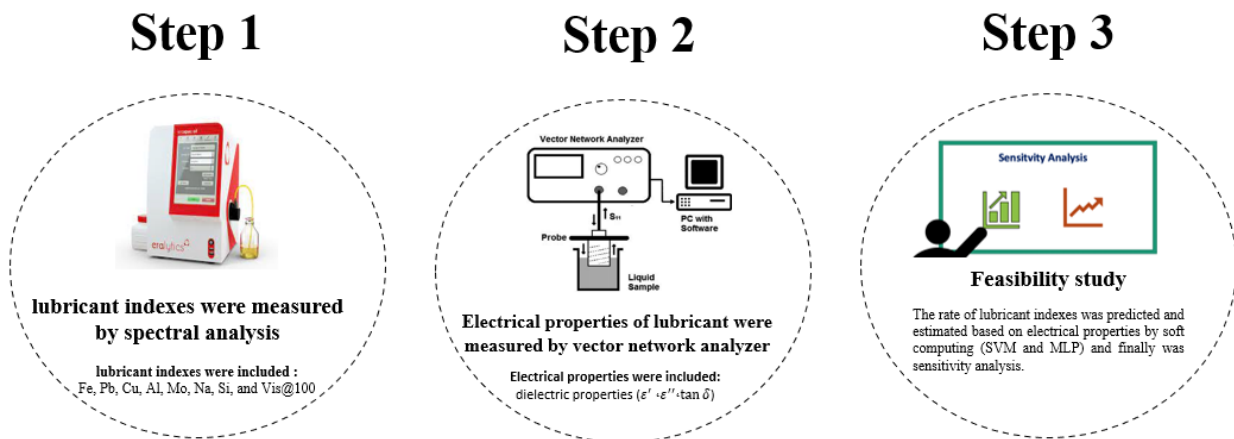 Step 1
Step 2
Step 3
eralytics
lubricant indexes were measured
by spectral analysis
lubricant indexes were included :
Fe, Pb, Cu, Al, Mo, Na, Si, and Vis@100
Vector Network Analyzer
S₁₁
PC with
Software
Probe
Liquid
Sample
Electrical properties of lubricant were
measured by vector network analyzer
Electrical properties were included:
dielectric properties (ε′ ،ε″،tan δ)
Sensitvity Analysis
Feasibility study
The rate of lubricant indexes was predicted and
estimated based on electrical properties by soft
computing (SVM and MLP) and finally was
sensitivity analysis.